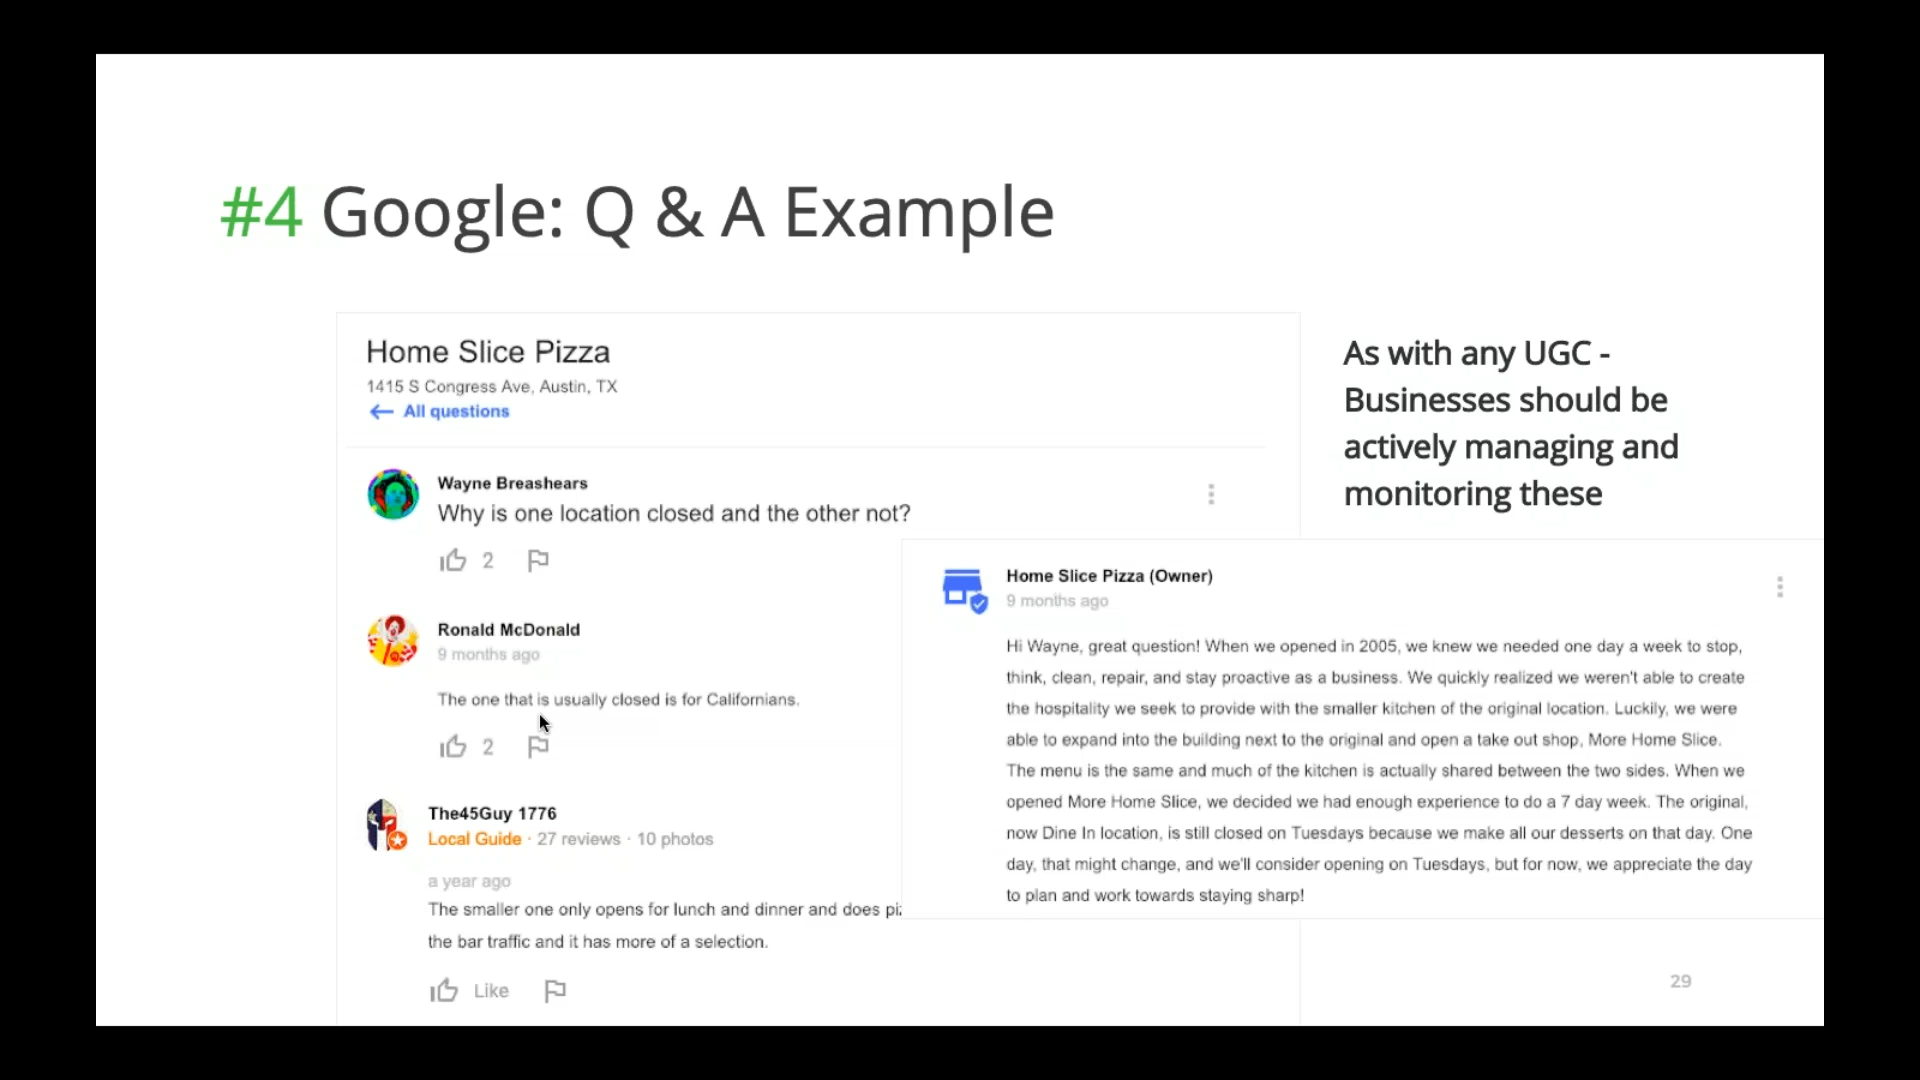 #4 Google: Q & A Example
Home Slice Pizza
1415 S Congress Ave, Austin, TX
All questions
Wayne Breashears
Why is one location closed and the other not?
2
Ronald McDonald
9 months ago
The one that is usually closed is for Californians.
2
The45Guy 1776
Local Guide · 27 reviews · 10 photos
a year ago
The smaller one only opens for lunch and dinner and does
the bar traffic and it has more of a selection.
Like
As with any UGC -
Businesses should be
actively managing and
monitoring these
Home Slice Pizza (Owner)
9 months ago
Hi Wayne, great question! When we opened in 2005, we knew we needed one day a week to stop,
think, clean, repair, and stay proactive as a business. We quickly realized we weren't able to create
the hospitality we seek to provide with the smaller kitchen of the original location. Luckily, we were
able to expand into the building next to the original and open a take out shop, More Home Slice.
The menu is the same and much of the kitchen is actually shared between the two sides. When we
opened More Home Slice, we decided we had enough experience to do a 7 day week. The original,
now Dine In location, is still closed on Tuesdays because we make all our desserts on that day. One
day, that might change, and we'll consider opening on Tuesdays, but for now, we appreciate the day
to plan and work towards staying sharp!
29